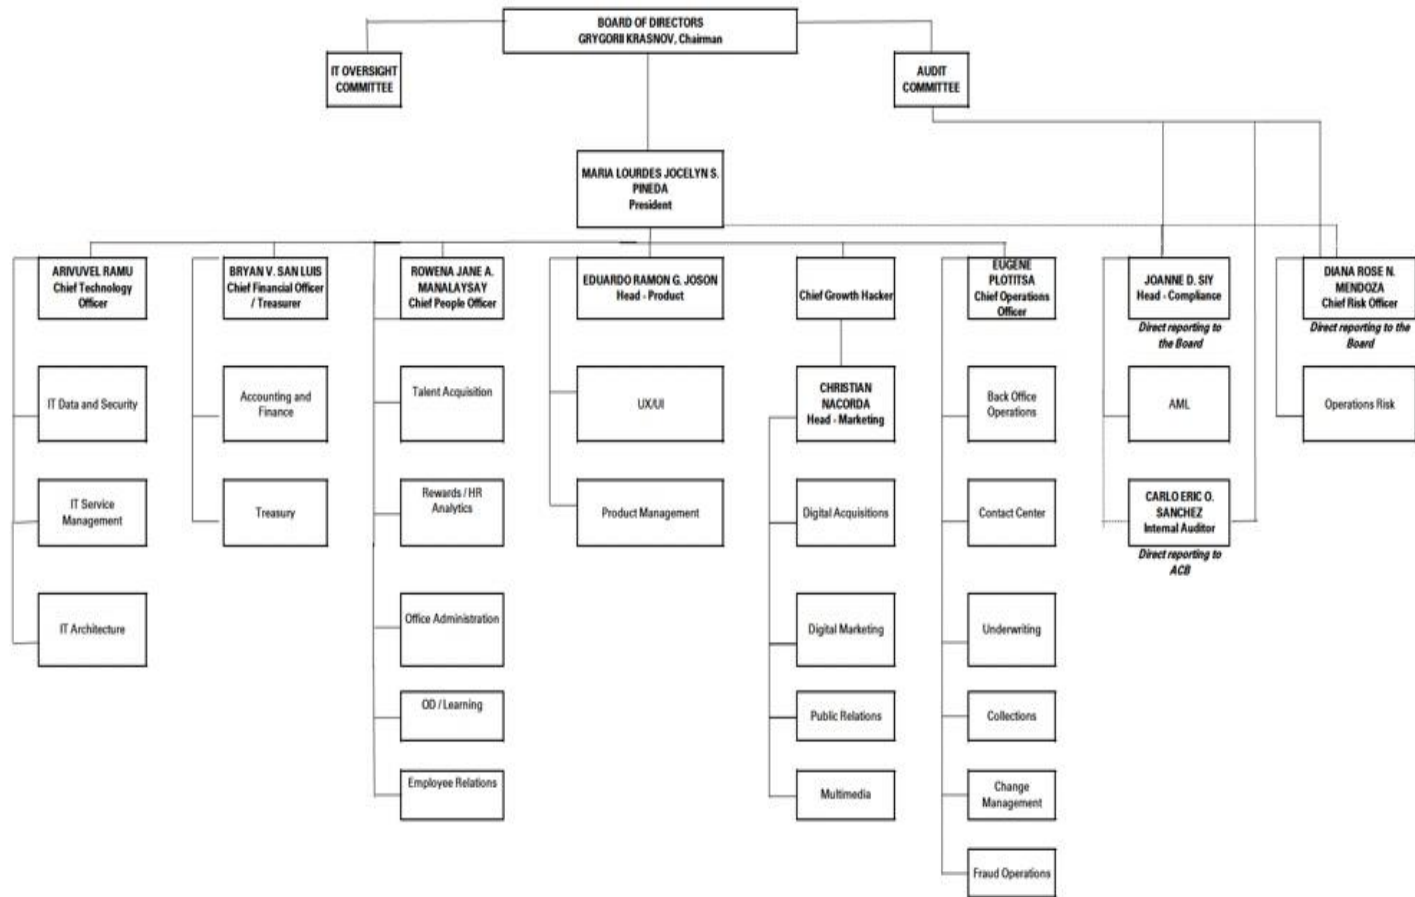 BOARD OF DIRECTORS
GRYGORII KRASNOV, Chairman
IT OVERSIGHT
COMMITTEE
AUDIT
COMMITTEE
MARIA LOURDES JOCELYN S.
PINEDA
President
ARIVUVEL RAMU
Chief Technology
Officer
BRYAN V. SAN LUIS
Chief Financial Officer
/ Treasurer
ROWENA JANE A.
MANALAYSAY
Chief People Officer
EDUARDO RAMON G. JOSON
Head - Product
Chief Growth Hacker
EUGENE
PLOTITSA
Chief Operations
Officer
JOANNE D. SIY
Head - Compliance
Direct reporting to
the Board
DIANA ROSE N.
MENDOZA
Chief Risk Officer
Direct reporting to the
Board
IT Data and Security
Accounting and
Finance
Talent Acquisition
UX/UI
CHRISTIAN
NACORDA
Head - Marketing
Back Office
Operations
AML
Operations Risk
IT Service
Management
Treasury
Rewards / HR
Analytics
Product Management
Digital Acquisitions
Contact Center
CARLO ERIC O.
SANCHEZ
Internal Auditor
Direct reporting to
ACB
IT Architecture
Office Administration
Digital Marketing
Underwriting
OD / Learning
Public Relations
Collections
Employee Relations
Multimedia
Change
Management
Fraud Operations